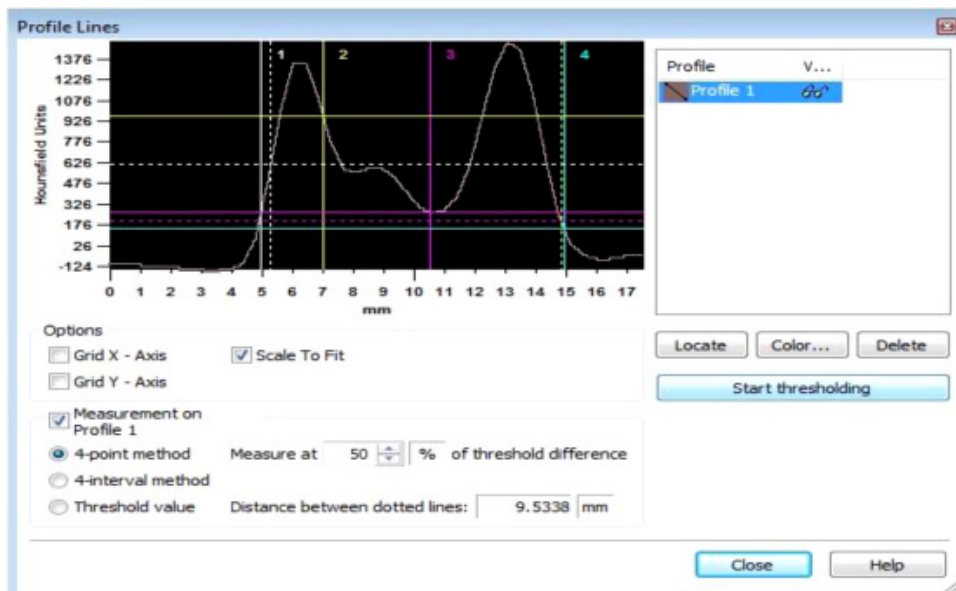 Profile Lines
1 2 3 4
1376
1226
1076
926
776
626
476
326
176
26
-124
Hounsfield Units
0 1 2 3 4 5 6 7 8 9 10 11 12 13 14 15 16 17
mm
Profile V...
Profile 1
Options
Grid X - Axis Scale To Fit
Grid Y - Axis
Locate Color... Delete
Start thresholding
Measurement on
Profile 1
4-point method Measure at 50 % of threshold difference
4-interval method
Threshold value Distance between dotted lines: 9.5338 mm
Close Help